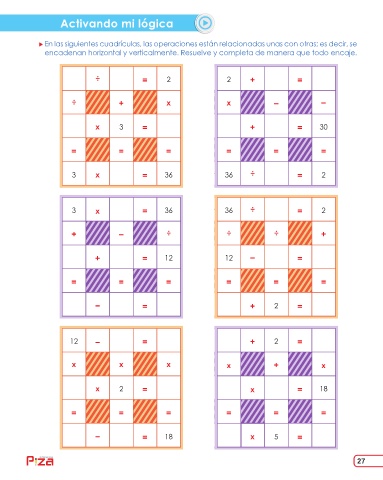 Activando mi lógica
▶ En las siguientes cuadrículas, las operaciones están relacionadas unas con otras; es decir, se
encadenan horizontal y verticalmente. Resuelve y completa de manera que todo encaje.
÷ = 2
÷ + x
x 3 =
= = =
3 x = 36
2 + =
x – –
+ = 30
= = =
36 ÷ = 2
3 x = 36
+ – ÷
+ = 12
= = =
– =
36 ÷ = 2
÷ ÷ +
12 – =
= = =
+ 2 =
12 – =
x x x
x 2 =
= = =
– = 18
+ 2 =
x + x
x = 18
= = =
x 5 =
P:za
27